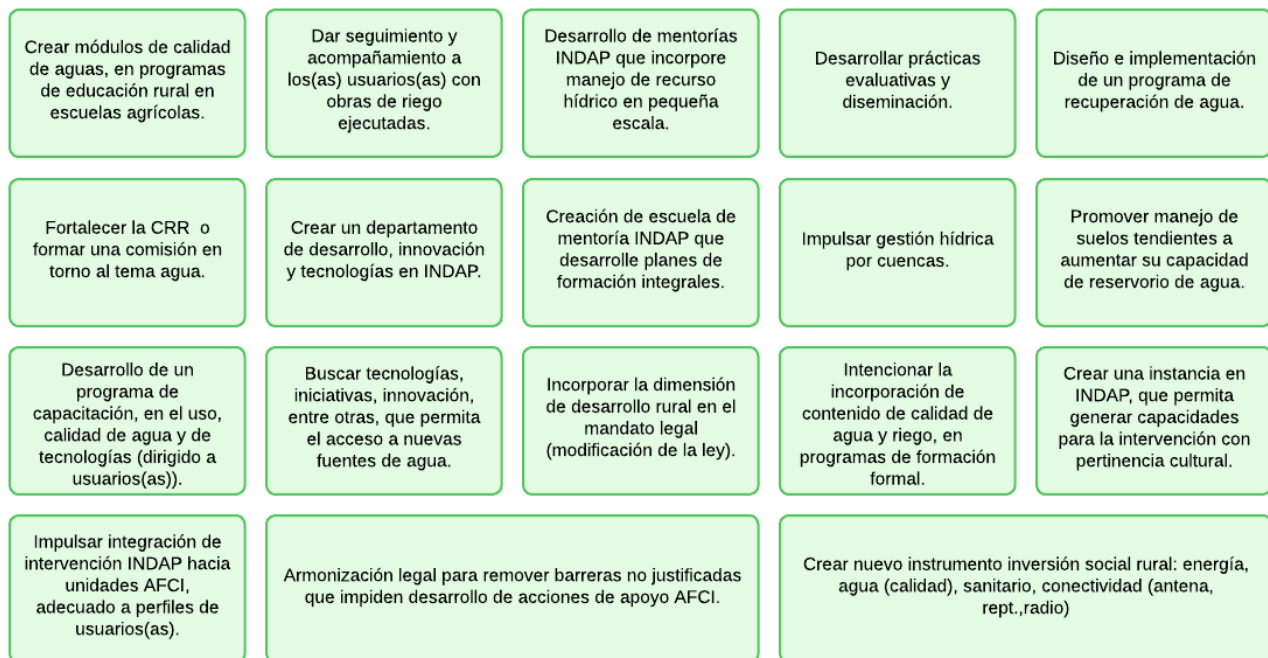 Crear módulos de calidad
de aguas, en programas
de educación rural en
escuelas agrícolas.
Dar seguimiento y
acompañamiento a
los(as) usuarios(as) con
obras de riego
ejecutadas.
Desarrollo de mentorías
INDAP que incorpore
manejo de recurso
hídrico en pequeña
escala.
Desarrollar prácticas
evaluativas y
diseminación.
Diseño e implementación
de un programa de
recuperación de agua.
Fortalecer la CRR o
formar una comisión en
torno al tema agua.
Crear un departamento
de desarrollo, innovación
y tecnologías en INDAP.
Creación de escuela de
mentoría INDAP que
desarrolle planes de
formación integrales.
Impulsar gestión hídrica
por cuencas.
Promover manejo de
suelos tendientes a
aumentar su capacidad
de reservorio de agua.
Desarrollo de un
programa de
capacitación, en el uso,
calidad de agua y de
tecnologías (dirigido a
usuarios(as)).
Buscar tecnologías,
iniciativas, innovación,
entre otras, que permita
el acceso a nuevas
fuentes de agua.
Incorporar la dimensión
de desarrollo rural en el
mandato legal
(modificación de la ley).
Intencionar la
incorporación de
contenido de calidad de
agua y riego, en
programas de formación
formal.
Crear una instancia en
INDAP, que permita
generar capacidades
para la intervención con
pertinencia cultural.
Impulsar integración de
intervención INDAP hacia
unidades AFCI,
adecuado a perfiles de
usuarios(as).
Armonización legal para remover barreras no justificadas
que impiden desarrollo de acciones de apoyo AFCI.
Crear nuevo instrumento inversión social rural: energía,
agua (calidad), sanitario, conectividad (antena,
rept.,radio)